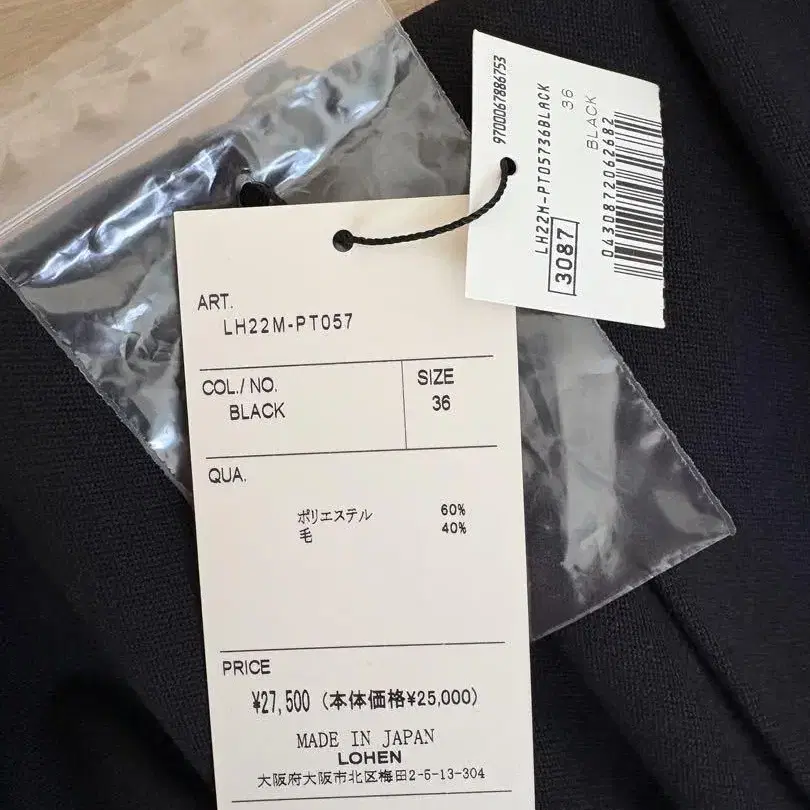 ART.
LH22M-PT057
COL./NO.
BLACK
SIZE
36
QUA.
ポリエステル 60%
毛 40%
PRICE
¥27,500 (本体価格¥25,000)
MADE IN JAPAN
LOHEN
大阪府大阪市北区梅田2-5-13-304
9700067886753
LH22M-PT05736BLACK
36
BLACK
3087
0430872062682